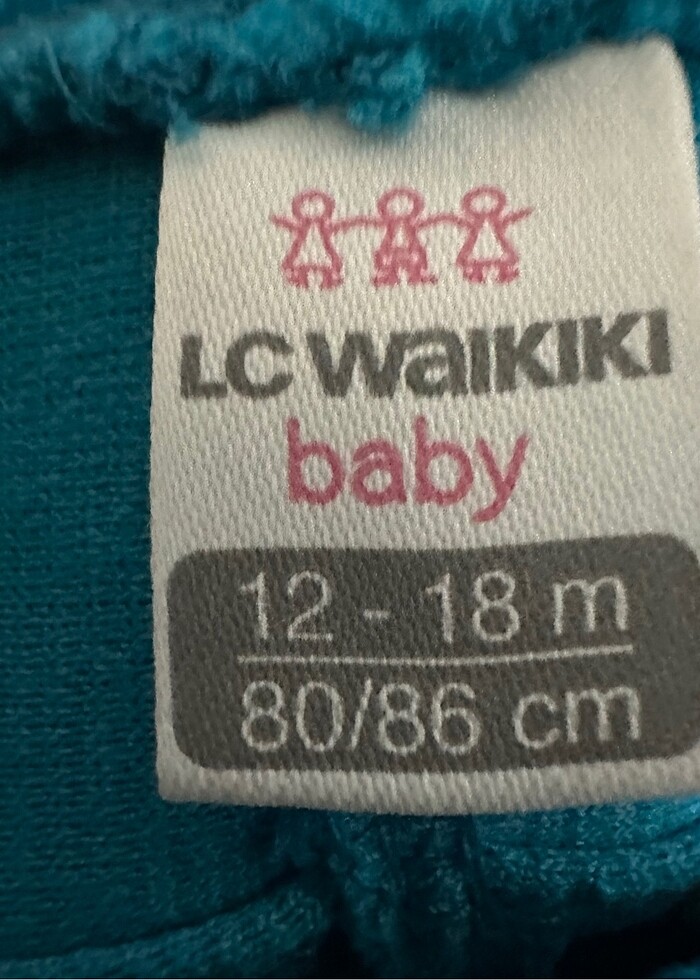 LC WAIKIKI
baby
12 - 18 m
80/86 cm